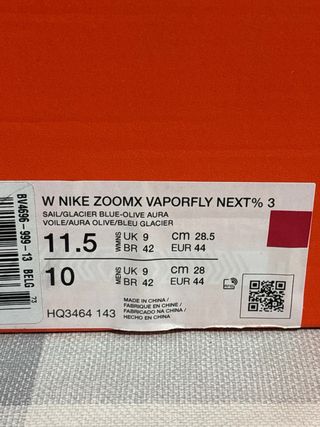 W NIKE ZOOMX VAPORFLY NEXT% 3
SAIL/GLACIER BLUE-OLIVE AURA
VOILE/AURA OLIVE/BLEU GLACIER
11.5 WMNS UK 9 cm 28.5
BR 42 EUR 44
10 MENS UK 9 cm 28
BR 42 EUR 44
MADE IN CHINA /
FABRIQUE EN CHINE /
FABRICADO NA CHINA /
HECHO EN CHINA
HQ3464 143
BV4696-999-13 BELG
72